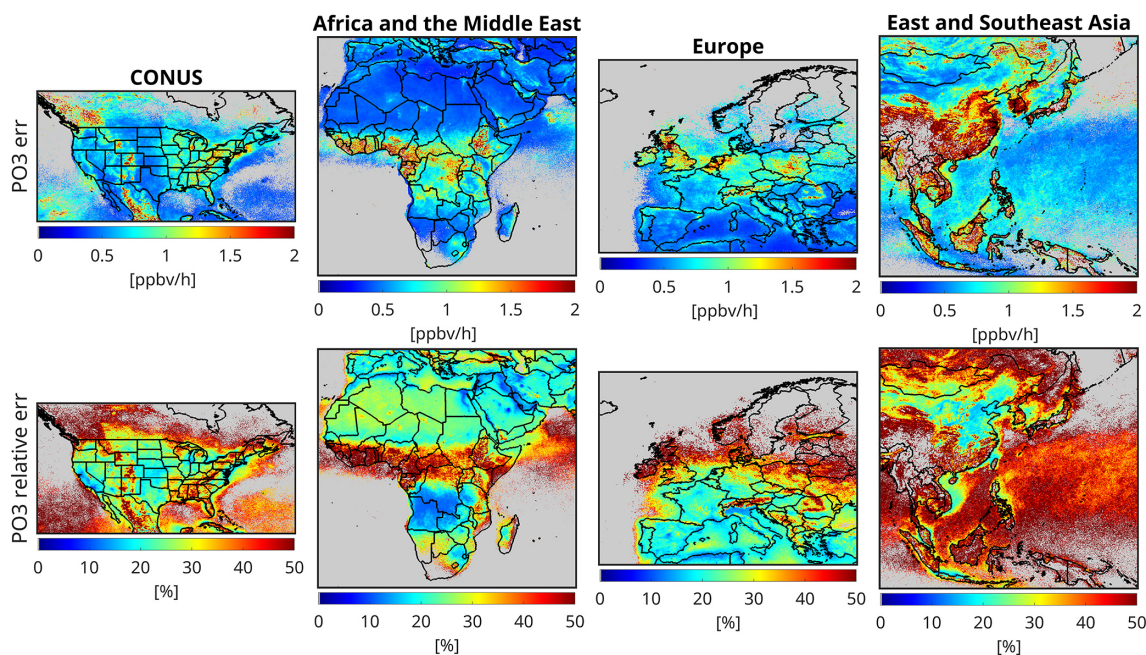 CONUS
Africa and the Middle East
Europe
East and Southeast Asia
PO3 err
0 0.5 1 1.5 2
[ppbv/h]
0 0.5 1 1.5 2
[ppbv/h]
0 0.5 1 1.5 2
[ppbv/h]
0 0.5 1 1.5 2
[ppbv/h]
PO3 relative err
0 10 20 30 40 50
[%]
0 10 20 30 40 50
[%]
0 10 20 30 40 50
[%]
0 10 20 30 40 50
[%]